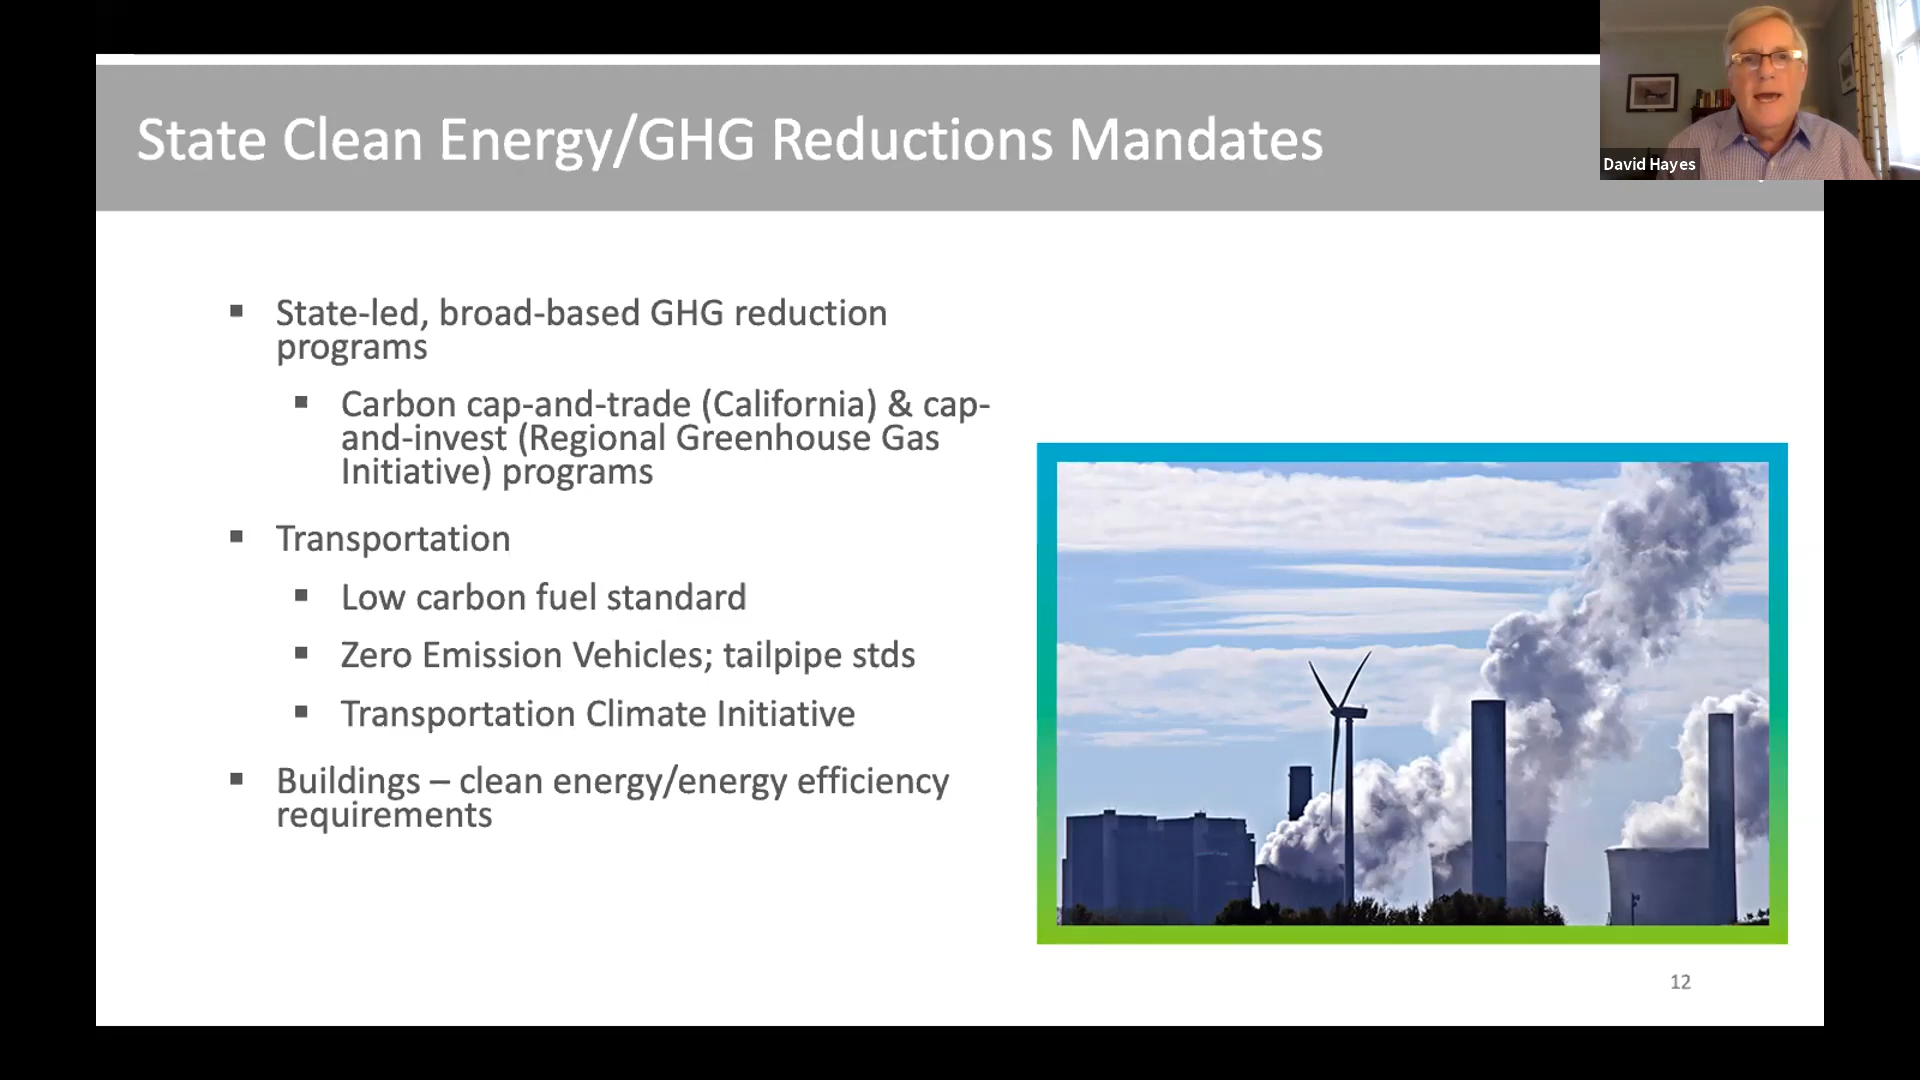 State Clean Energy/GHG Reductions Mandates
David Hayes
▪ State-led, broad-based GHG reduction
programs
▪ Carbon cap-and-trade (California) & cap-
and-invest (Regional Greenhouse Gas
Initiative) programs
▪ Transportation
▪ Low carbon fuel standard
▪ Zero Emission Vehicles; tailpipe stds
▪ Transportation Climate Initiative
▪ Buildings – clean energy/energy efficiency
requirements
12